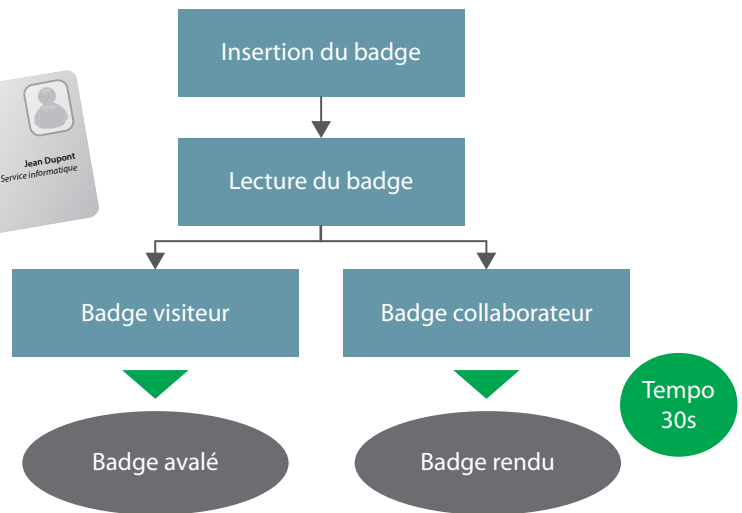 Insertion du badge
Jean Dupont
Service informatique
Lecture du badge
Badge visiteur
Badge collaborateur
Tempo
30s
Badge avalé
Badge rendu